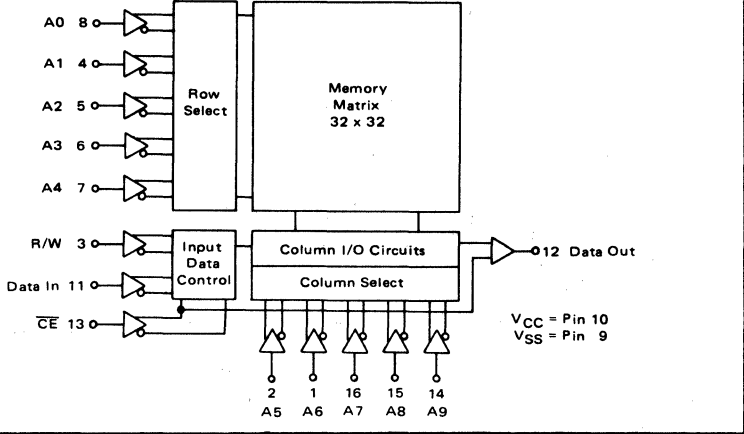 A0 8
A1 4
A2 5
A3 6
A4 7
Row
Select
Memory
Matrix
32 x 32
R/W 3
Data In 11
CE 13
Input
Data
Control
Column I/O Circuits
Column Select
12 Data Out
VCC = Pin 10
VSS = Pin 9
2 1 16 15 14
A5 A6 A7 A8 A9